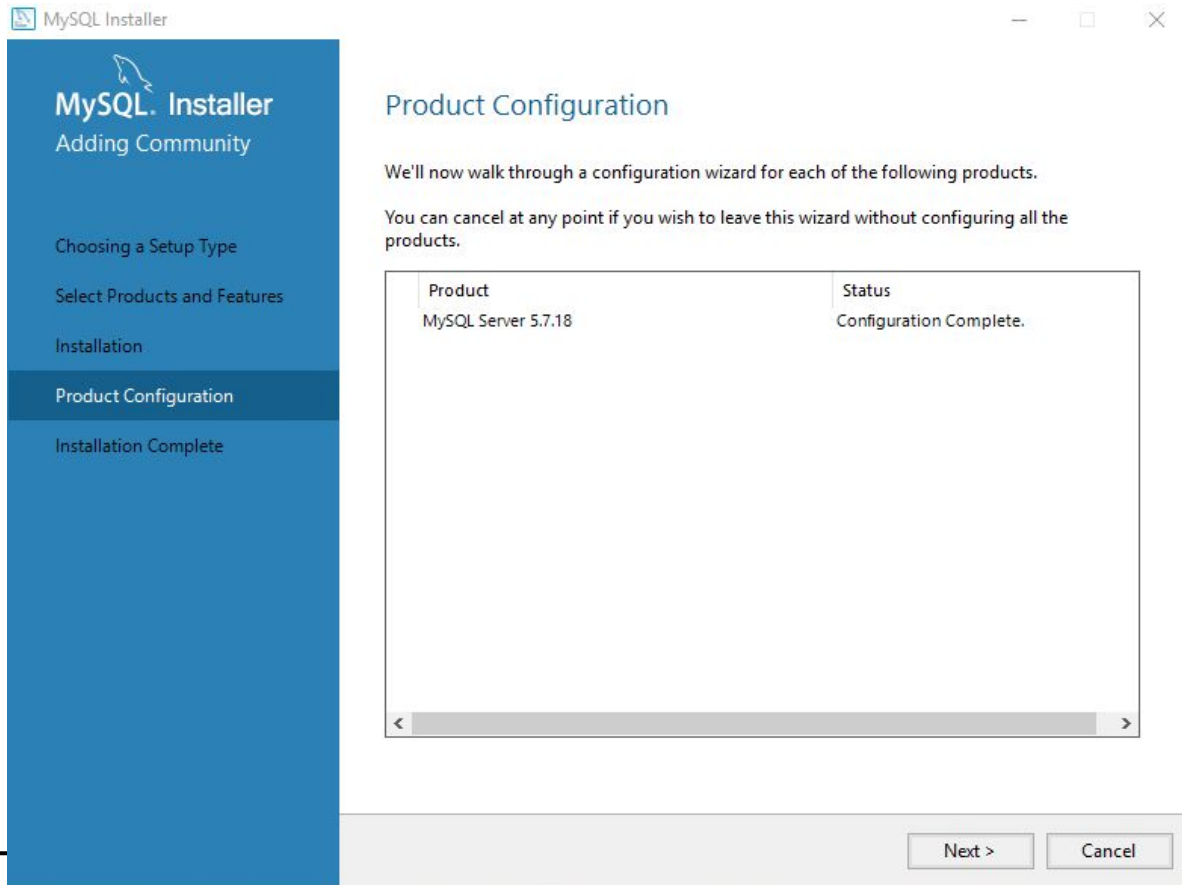 MySQL Installer
MySQL. Installer
Adding Community
Choosing a Setup Type
Select Products and Features
Installation
Product Configuration
Installation Complete
Product Configuration
We'll now walk through a configuration wizard for each of the following products.
You can cancel at any point if you wish to leave this wizard without configuring all the
products.
Product Status
MySQL Server 5.7.18 Configuration Complete.
Next > Cancel